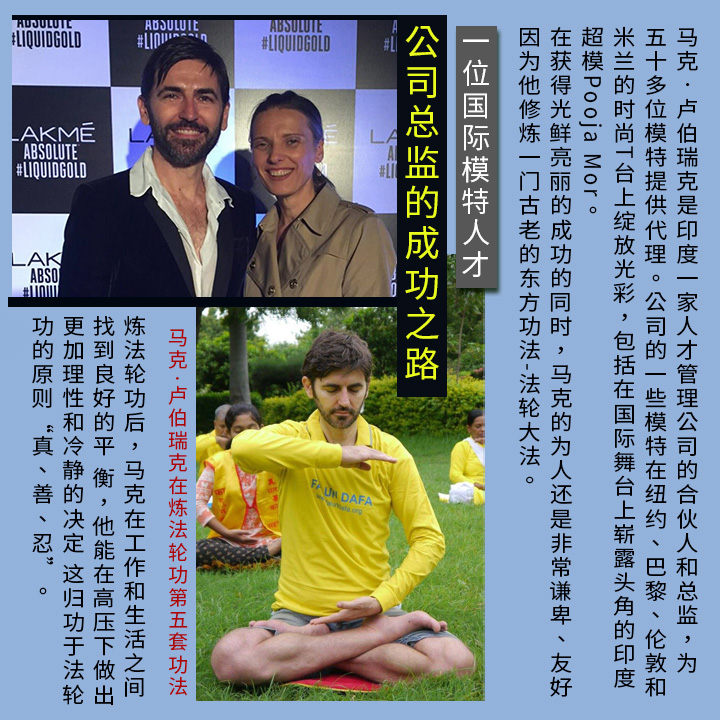 马克·卢伯瑞克是印度一家人才管理公司的合伙人和总监，为
五十多位模特提供代理。公司的一些模特在纽约、巴黎、伦敦和
米兰的时尚T台上绽放光彩，包括在国际舞台上崭露头角的印度
超模Pooja Mor。
在获得光鲜亮丽的成功的同时，马克的为人还是非常谦卑、友好
因为他修炼一门古老的东方功法-法轮大法。
一位国际模特人才
公司总监的成功之路
ABSOLUTE
#LIQUIDGOLD
ABSOLUTE
#LIQUIDGOLD
LAKMÉ
ABSOLUTE
#LIQUIDGOLD
LAKMÉ
ABSOLUTE
#LIQUIDGOLD
马克·卢伯瑞克在炼法轮功第五套功法
FALUN DAFA
炼法轮功后，马克在工作和生活之间
找到良好的平 衡，他能在高压下做出
更加理性和冷静的决定 这归功于法轮
功的原则“真、善、忍”。